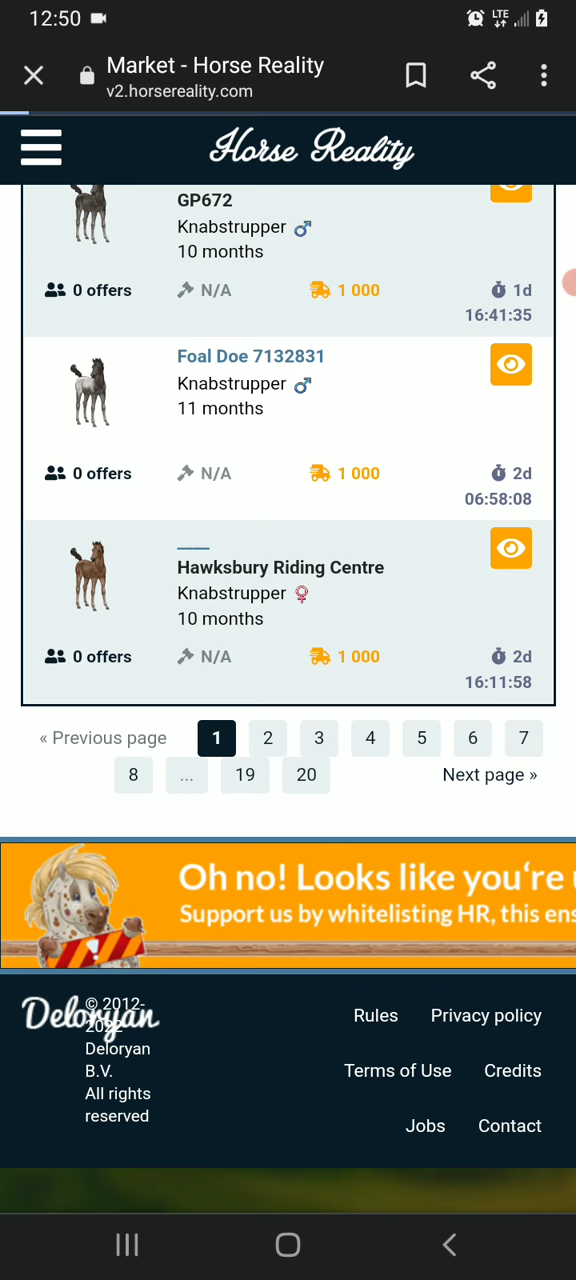 12:50
LTE
Market - Horse Reality
v2.horsereality.com
Horse Reality
GP672
Knabstrupper
10 months
0 offers N/A 1 000 1d
16:41:35
Foal Doe 7132831
Knabstrupper
11 months
0 offers N/A 1 000 2d
06:58:08
Hawksbury Riding Centre
Knabstrupper
10 months
0 offers N/A 1 000 2d
16:11:58
« Previous page 1 2 3 4 5 6 7
8 ... 19 20 Next page »
Oh no! Looks like you're
Support us by whitelisting HR, this ens
Deloryan
© 2012-
2022
Deloryan
B.V.
All rights
reserved
Rules Privacy policy
Terms of Use Credits
Jobs Contact